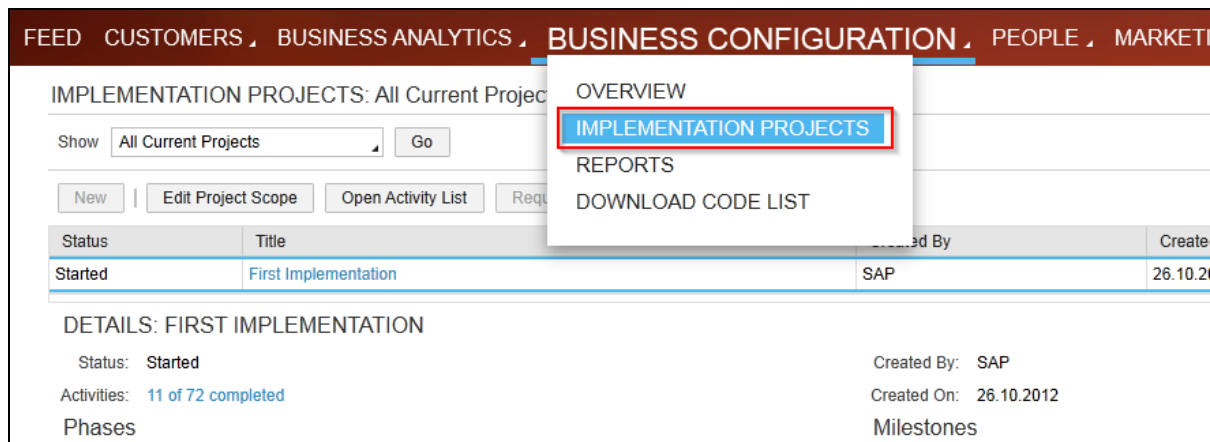 FEED CUSTOMERS BUSINESS ANALYTICS BUSINESS CONFIGURATION PEOPLE
IMPLEMENTATION PROJECTS: All Current
OVERVIEW
IMPLEMENTATION PROJECTS
REPORTS
DOWNLOAD CODE LIST
Show All Current Projects Go
New | Edit Project Scope Open Activity List
Status Title By
Started First Implementation SAP
DETAILS: FIRST IMPLEMENTATION
Status: Started Created By: SAP
Activities: 11 of 72 completed Created On: 26.10.2012
Phases Milestones